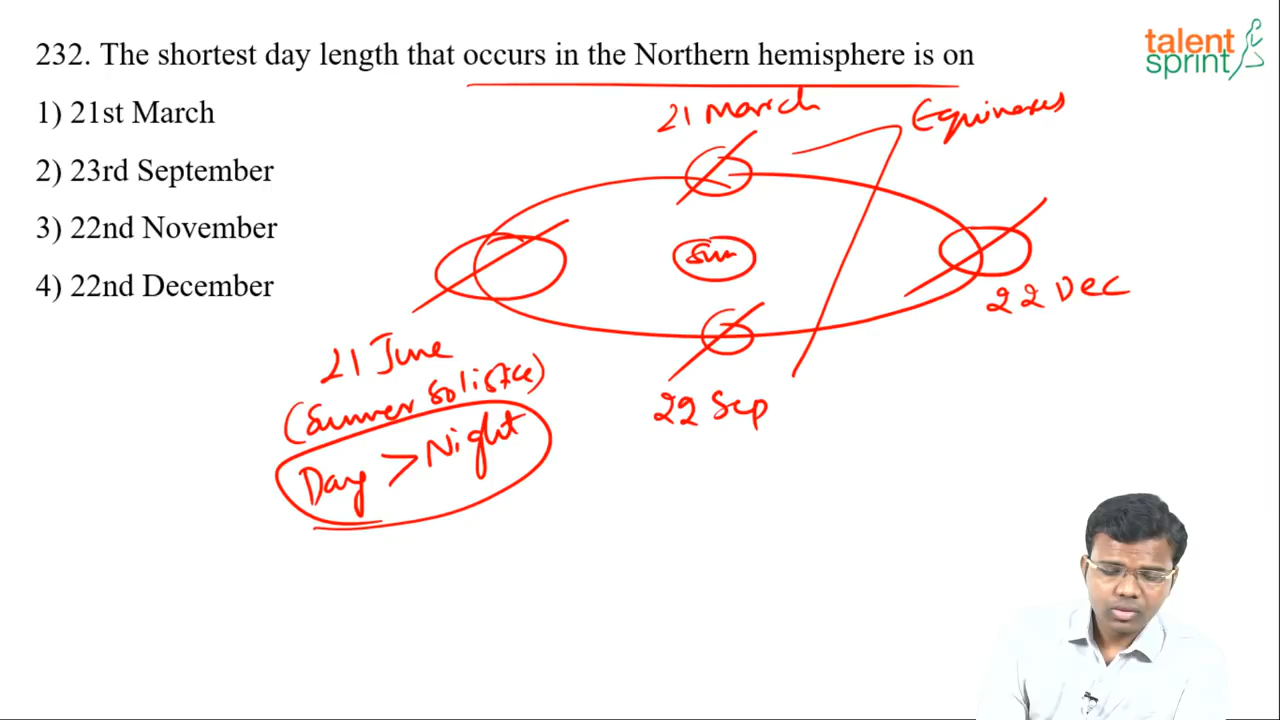 232. The shortest day length that occurs in the Northern hemisphere is on
talent
sprint
1) 21st March
2) 23rd September
3) 22nd November
4) 22nd December
21 March
Equinoxes
Sun
22 Dec
21 June
(Summer Solistce)
Day > Night
22 Sep